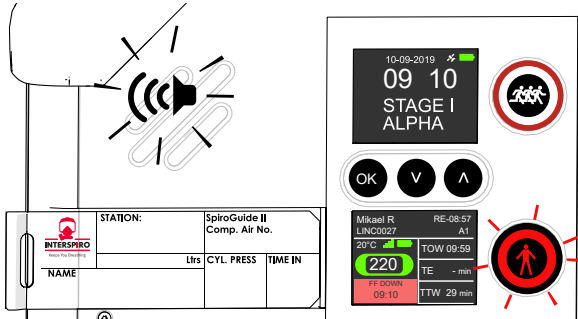 10-09-2019
09 10
STAGE I
ALPHA
OK
INTERSPIRO
Keeps You Breathing
STATION:
SpiroGuide II
Comp. Air No.
Ltrs
CYL. PRESS
TIME IN
NAME
Mikael R RE-08:57
LINC0027 A1
20°C
TOW 09:59
220
TE - min
FF DOWN
09:10
TTW 29 min